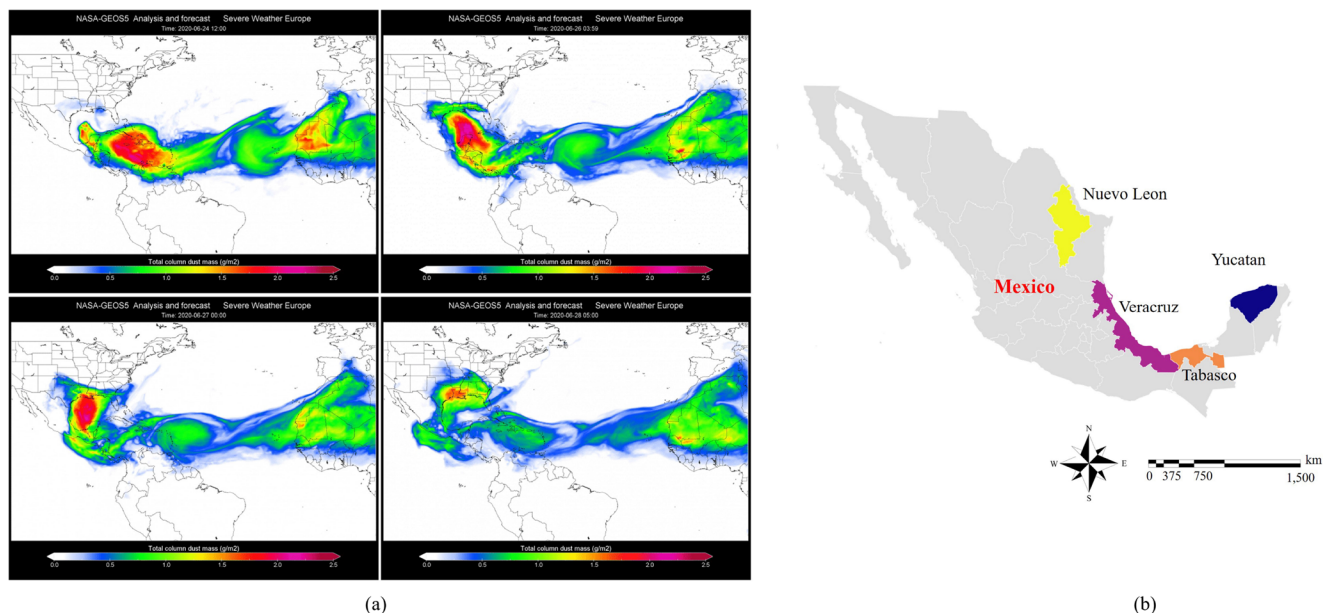 NASA-GEOS5 Analysis and forecast Severe Weather Europe
Time: 2020-06-24 12:00
Total column dust mass (g/m2)
0.0 0.5 1.0 1.5 2.0 2.5
NASA-GEOS5 Analysis and forecast Severe Weather Europe
Time: 2020-06-26 03:59
Total column dust mass (g/m2)
0.0 0.5 1.0 1.5 2.0 2.5
NASA-GEOS5 Analysis and forecast Severe Weather Europe
Time: 2020-06-27 00:00
Total column dust mass (g/m2)
0.0 0.5 1.0 1.5 2.0 2.5
NASA-GEOS5 Analysis and forecast Severe Weather Europe
Time: 2020-06-28 05:00
Total column dust mass (g/m2)
0.0 0.5 1.0 1.5 2.0 2.5
(a)
Nuevo Leon
Yucatan
Mexico
Veracruz
Tabasco
N
W E
S
km
0 375 750 1,500
(b)